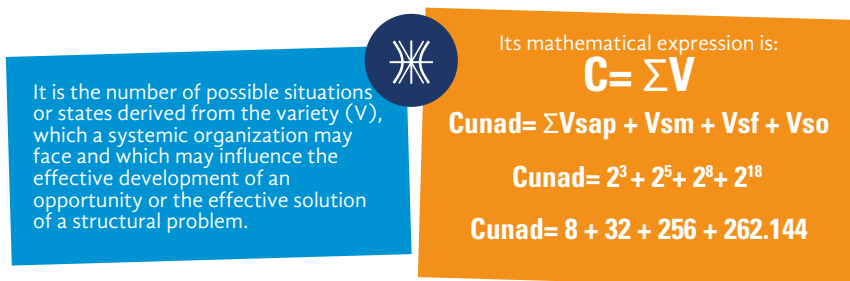 It is the number of possible situations
or states derived from the variety (V),
which a systemic organization may
face and which may influence the
effective development of an
opportunity or the effective solution
of a structural problem.
Its mathematical expression is:
C= ΣV
Cunad= ΣVsap + Vsm + Vsf + Vso
Cunad= 2³ + 2⁵+ 2⁸+ 2¹⁸
Cunad= 8 + 32 + 256 + 262.144